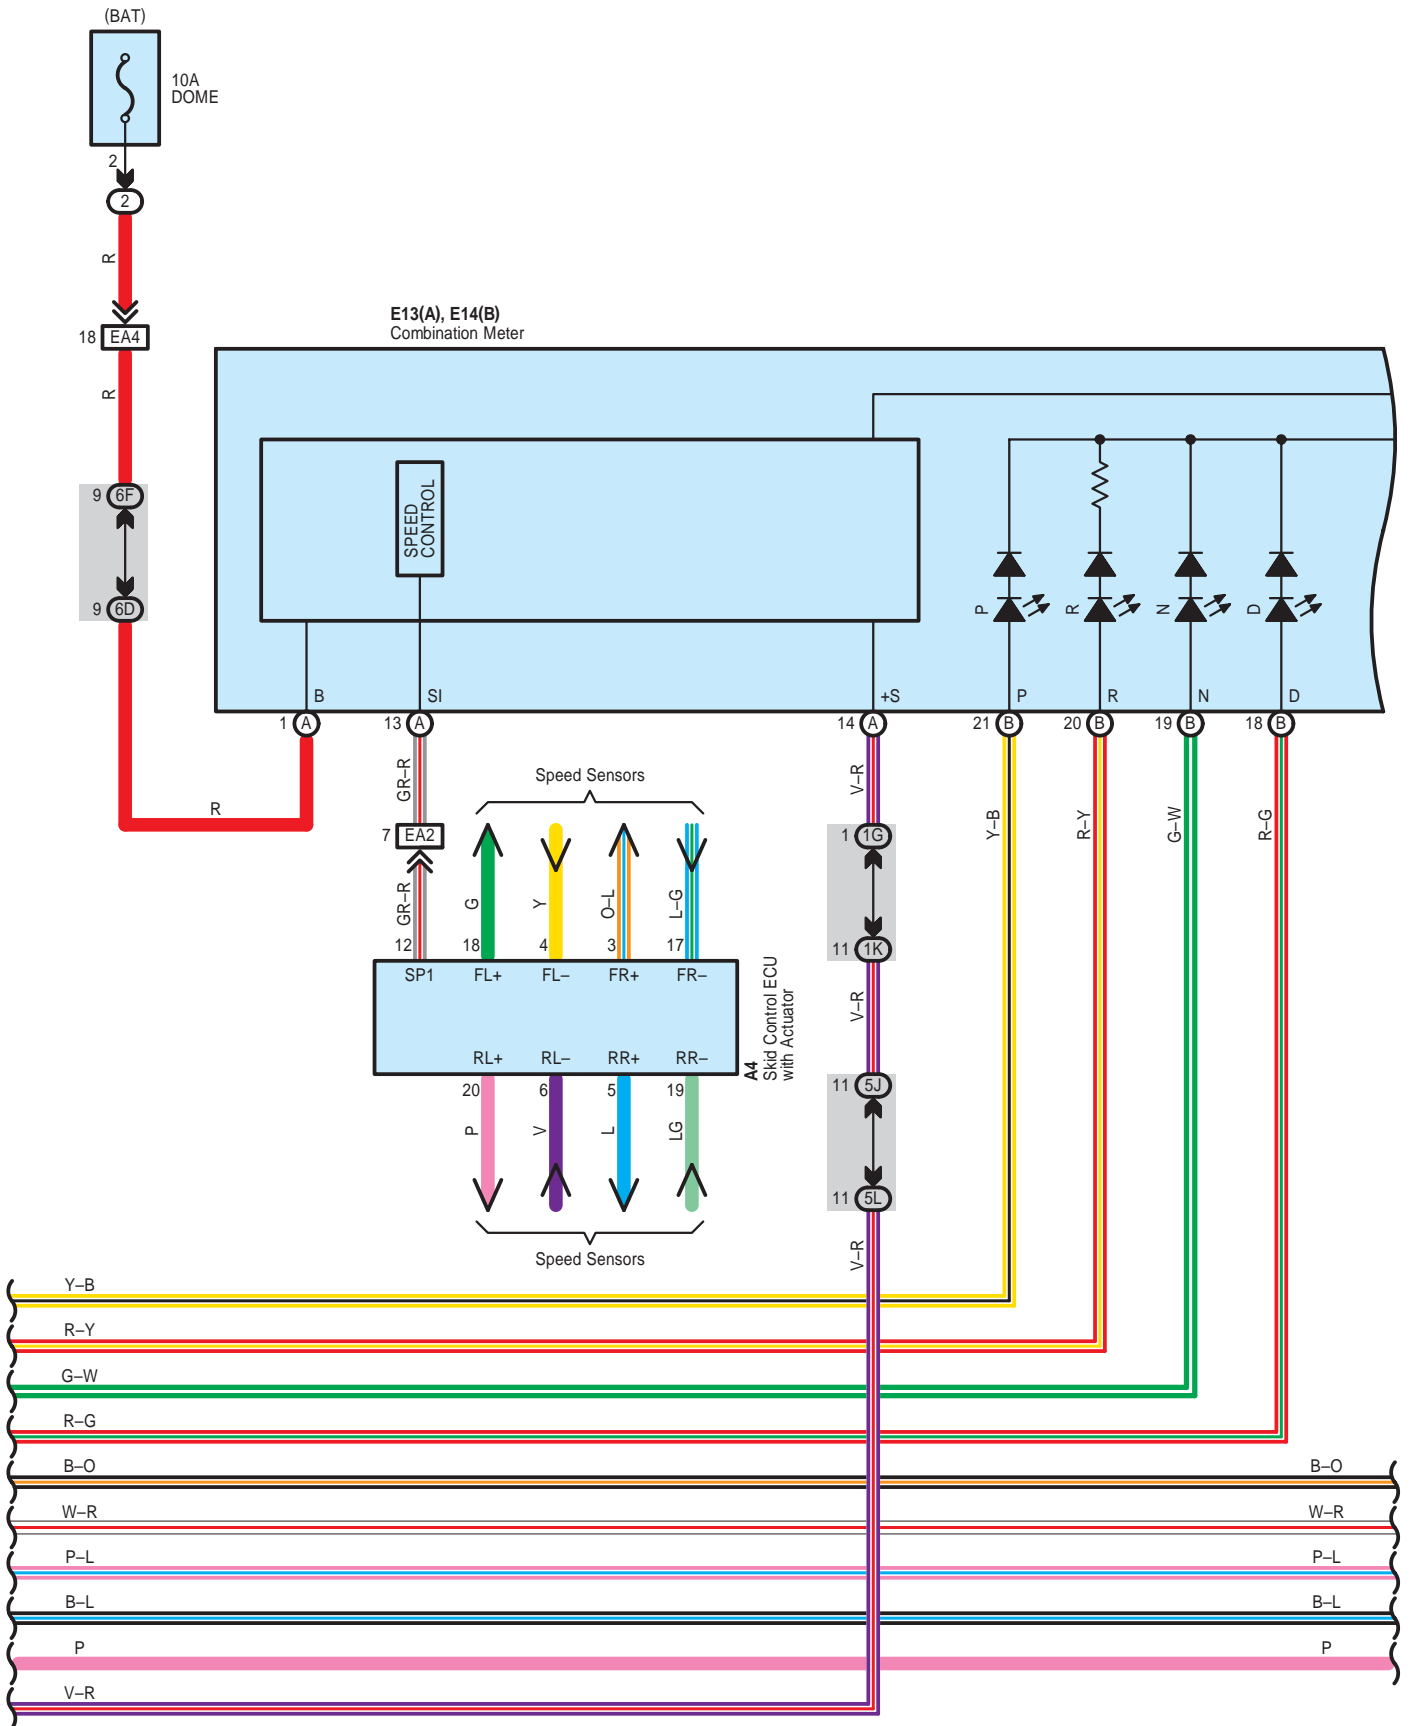 (BAT)
10A
DOME
2
2
R
18 EA4
R
E13(A), E14(B)
Combination Meter
9 6F
9 6D
SPEED
CONTROL
P
R
N
D
B
SI
+S
P
R
N
D
1 A
13 A
14 A
21 B
20 B
19 B
18 B
R
GR–R
V–R
Y–B
R–Y
G–W
R–G
Speed Sensors
7 EA2
1 1G
GR–R
G
Y
O–L
L–G
12
18
4
3
17
11 1K
SP1
FL+
FL–
FR+
FR–
RL+
RL–
RR+
RR–
A4
Skid Control ECU
with Actuator
V–R
20
6
5
19
11 5J
P
V
L
LG
11 5L
Speed Sensors
V–R
Y–B
R–Y
G–W
R–G
B–O
B–O
W–R
W–R
P–L
P–L
B–L
B–L
P
P
V–R